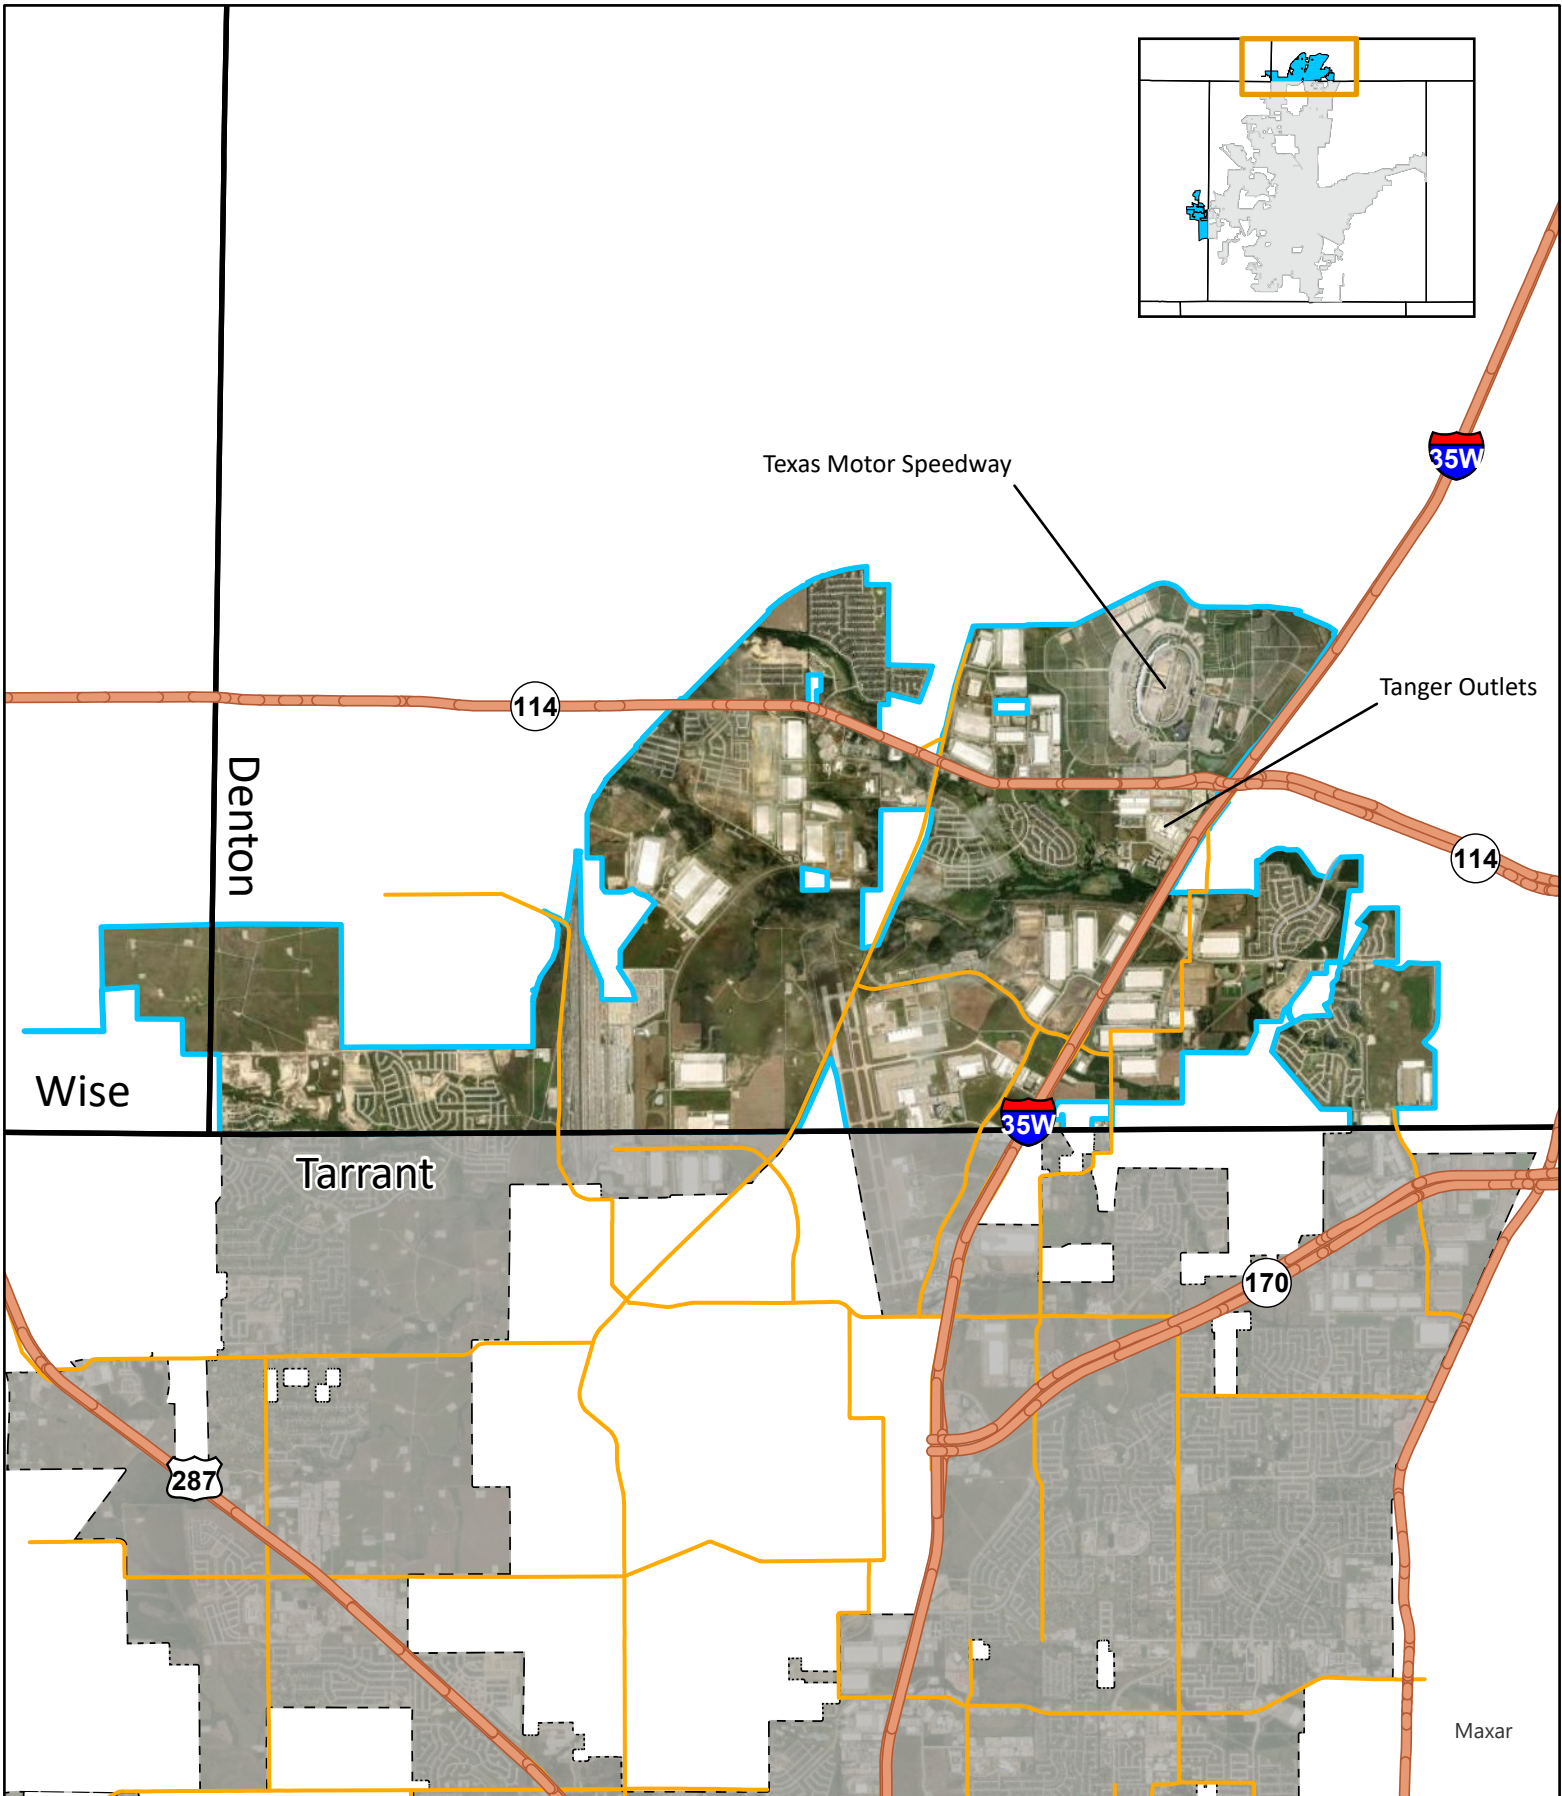 35W
Texas Motor Speedway
Tanger Outlets
114
Denton
114
Wise
35W
Tarrant
170
287
Maxar